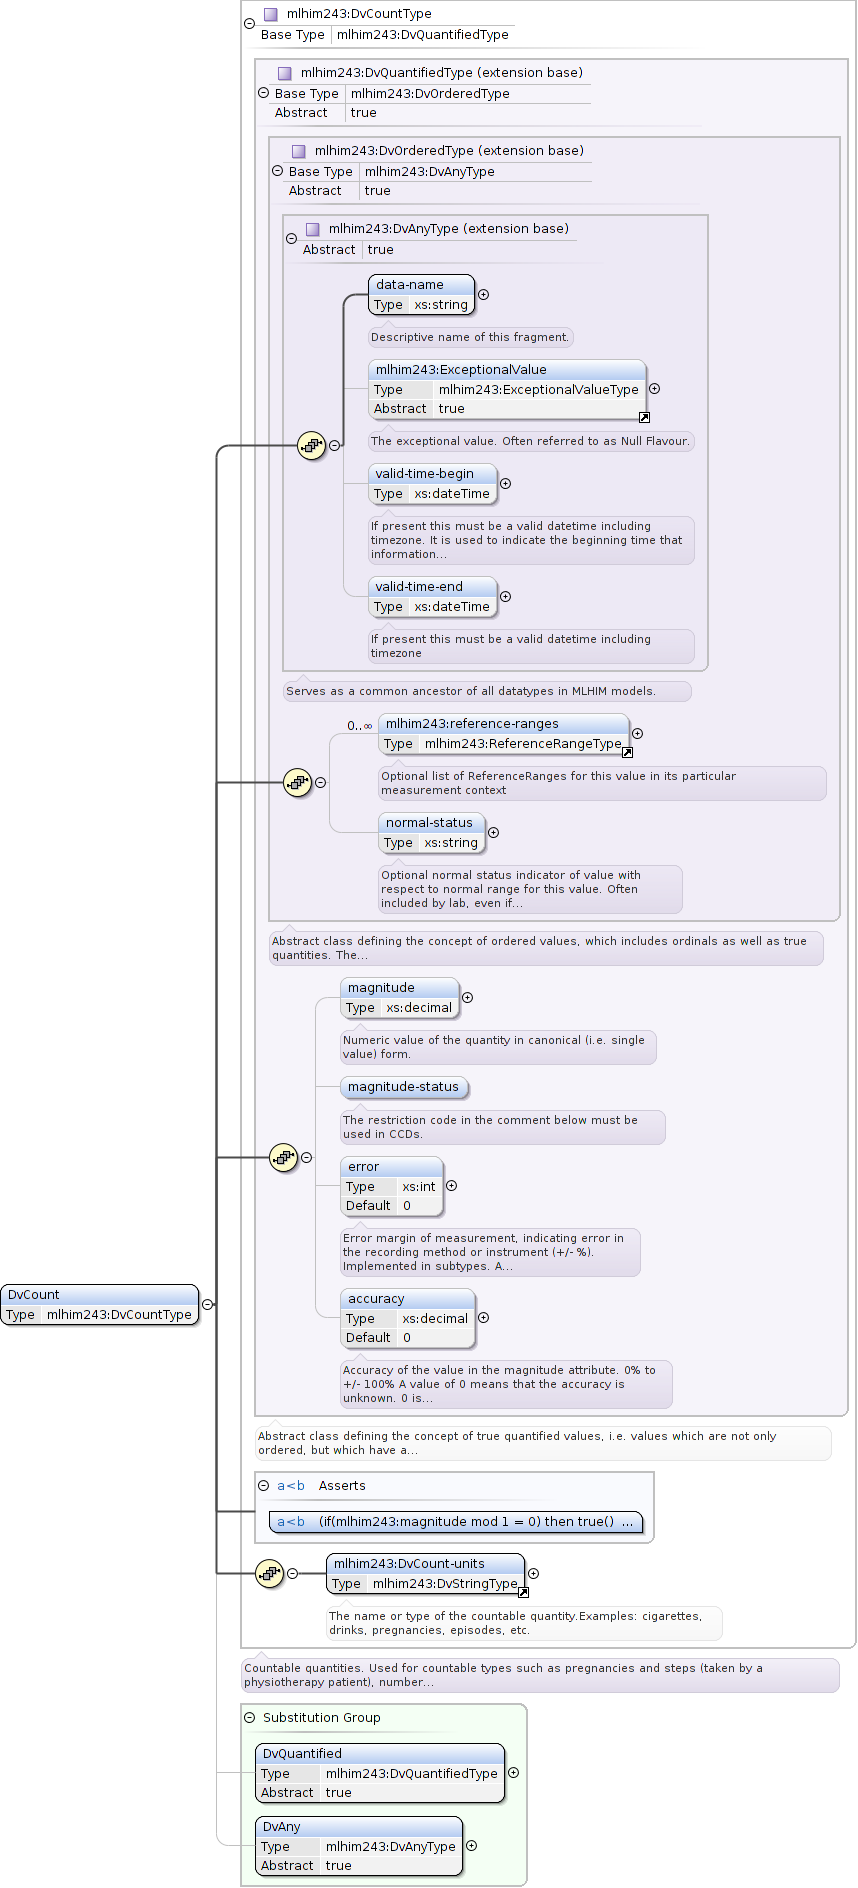 mlhim243:DvCountType
Base Type mlhim243:DvQuantifiedType
mlhim243:DvQuantifiedType (extension base)
Base Type mlhim243:DvOrderedType
Abstract true
mlhim243:DvOrderedType (extension base)
Base Type mlhim243:DvAnyType
Abstract true
mlhim243:DvAnyType (extension base)
Abstract true
data-name
Type xs:string
Descriptive name of this fragment.
mlhim243:ExceptionalValue
Type mlhim243:ExceptionalValueType
Abstract true
The exceptional value. Often referred to as Null Flavour.
valid-time-begin
Type xs:dateTime
If present this must be a valid datetime including
timezone. It is used to indicate the beginning time that
information...
valid-time-end
Type xs:dateTime
If present this must be a valid datetime including
timezone
Serves as a common ancestor of all datatypes in MLHIM models.
0..∞
mlhim243:reference-ranges
Type mlhim243:ReferenceRangeType
Optional list of ReferenceRanges for this value in its particular
measurement context
normal-status
Type xs:string
Optional normal status indicator of value with
respect to normal range for this value. Often
included by lab, even if...
Abstract class defining the concept of ordered values, which includes ordinals as well as true
quantities. The...
magnitude
Type xs:decimal
Numeric value of the quantity in canonical (i.e. single
value) form.
magnitude-status
The restriction code in the comment below must be
used in CCDs.
error
Type xs:int
Default 0
Error margin of measurement, indicating error in
the recording method or instrument (+/- %).
Implemented in subtypes. A...
DvCount
Type mlhim243:DvCountType
accuracy
Type xs:decimal
Default 0
Accuracy of the value in the magnitude attribute. 0% to
+/- 100% A value of 0 means that the accuracy is
unknown. 0 is...
Abstract class defining the concept of true quantified values, i.e. values which are not only
ordered, but which have a...
a<b Asserts
a<b (if(mlhim243:magnitude mod 1 = 0) then true() ...
mlhim243:DvCount-units
Type mlhim243:DvStringType
The name or type of the countable quantity.Examples: cigarettes,
drinks, pregnancies, episodes, etc.
Countable quantities. Used for countable types such as pregnancies and steps (taken by a
physiotherapy patient), number...
Substitution Group
DvQuantified
Type mlhim243:DvQuantifiedType
Abstract true
DvAny
Type mlhim243:DvAnyType
Abstract true